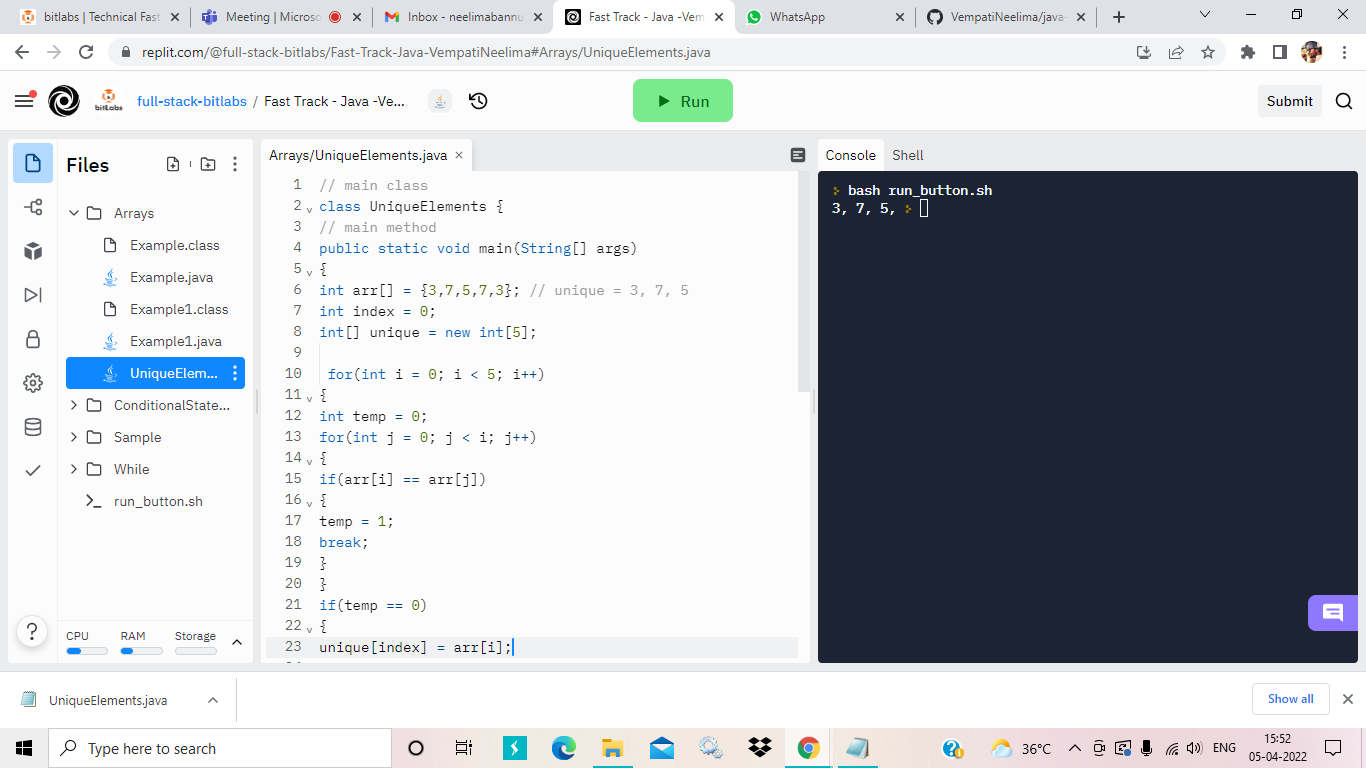 bitlabs | Technical Fast
Meeting | Microso
Inbox - neelimabannu
Fast Track - Java -Vem
WhatsApp
VempatiNeelima/java-
replit.com/@full-stack-bitlabs/Fast-Track-Java-VempatiNeelima#Arrays/UniqueElements.java
bitLabs
full-stack-bitlabs / Fast Track - Java -Ve...
Run
Submit
Files
Arrays
Example.class
Example.java
Example1.class
Example1.java
UniqueElem...
ConditionalState...
Sample
While
run_button.sh
CPU RAM Storage
Arrays/UniqueElements.java
1 // main class
2 class UniqueElements {
3 // main method
4 public static void main(String[] args)
5 {
6 int arr[] = {3,7,5,7,3}; // unique = 3, 7, 5
7 int index = 0;
8 int[] unique = new int[5];
9
10 for(int i = 0; i < 5; i++)
11 {
12 int temp = 0;
13 for(int j = 0; j < i; j++)
14 {
15 if(arr[i] == arr[j])
16 {
17 temp = 1;
18 break;
19 }
20 }
21 if(temp == 0)
22 {
23 unique[index] = arr[i];
Console Shell
bash run_button.sh
3, 7, 5,
UniqueElements.java
Show all
Type here to search
36°C
ENG
15:52
05-04-2022